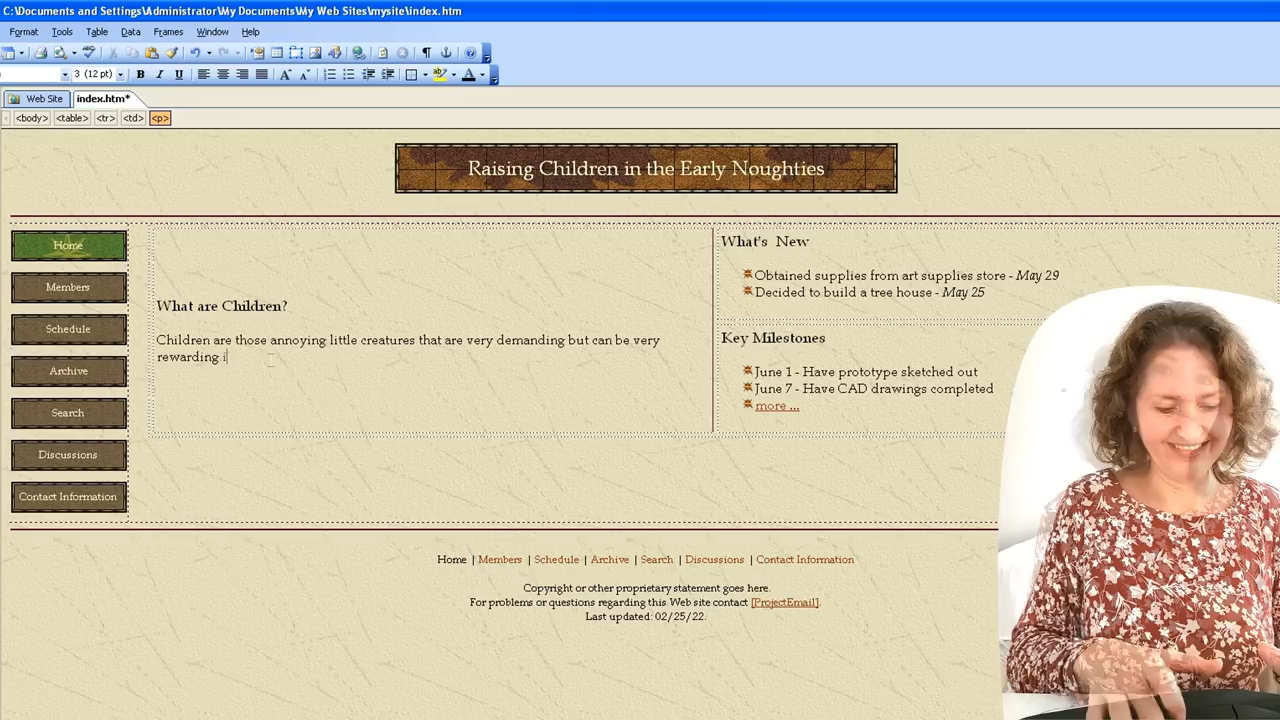 C:\Documents and Settings\Administrator\My Documents\My Web Sites\mysite\index.htm
Format Tools Table Data Frames Window Help
3 (12 pt) B I U A A A
Web Site index.htm*
<body> <table> <tr> <td> <p>
Raising Children in the Early Noughties
Home
Members
Schedule
Archive
Search
Discussions
Contact Information
What are Children?
Children are those annoying little creatures that are very demanding but can be very
rewarding.i
What's New
Obtained supplies from art supplies store - May 29
Decided to build a tree house - May 25
Key Milestones
June 1 - Have prototype sketched out
June 7 - Have CAD drawings completed
more ...
Home | Members | Schedule | Archive | Search | Discussions | Contact Information
Copyright or other proprietary statement goes here.
For problems or questions regarding this Web site contact [ProjectEmail].
Last updated: 02/25/22.